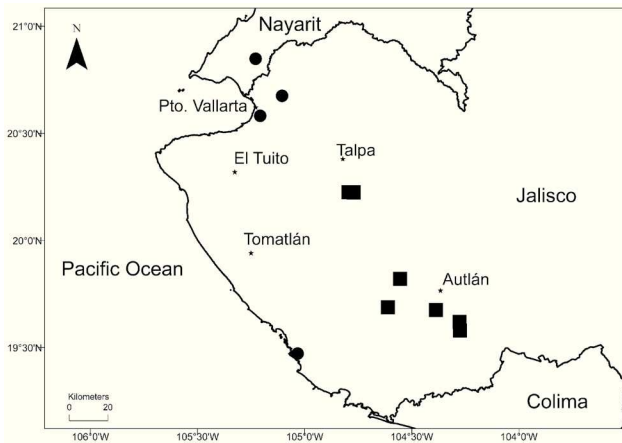 21°0'N
N
Nayarit
Pto. Vallarta
20°30'N
El Tuito
Talpa
Jalisco
20°0'N
Tomatlán
Pacific Ocean
Autlán
19°30'N
Kilometers
0 20
Colima
106°0'W 105°30'W 105°0'W 104°30'W 104°0'W